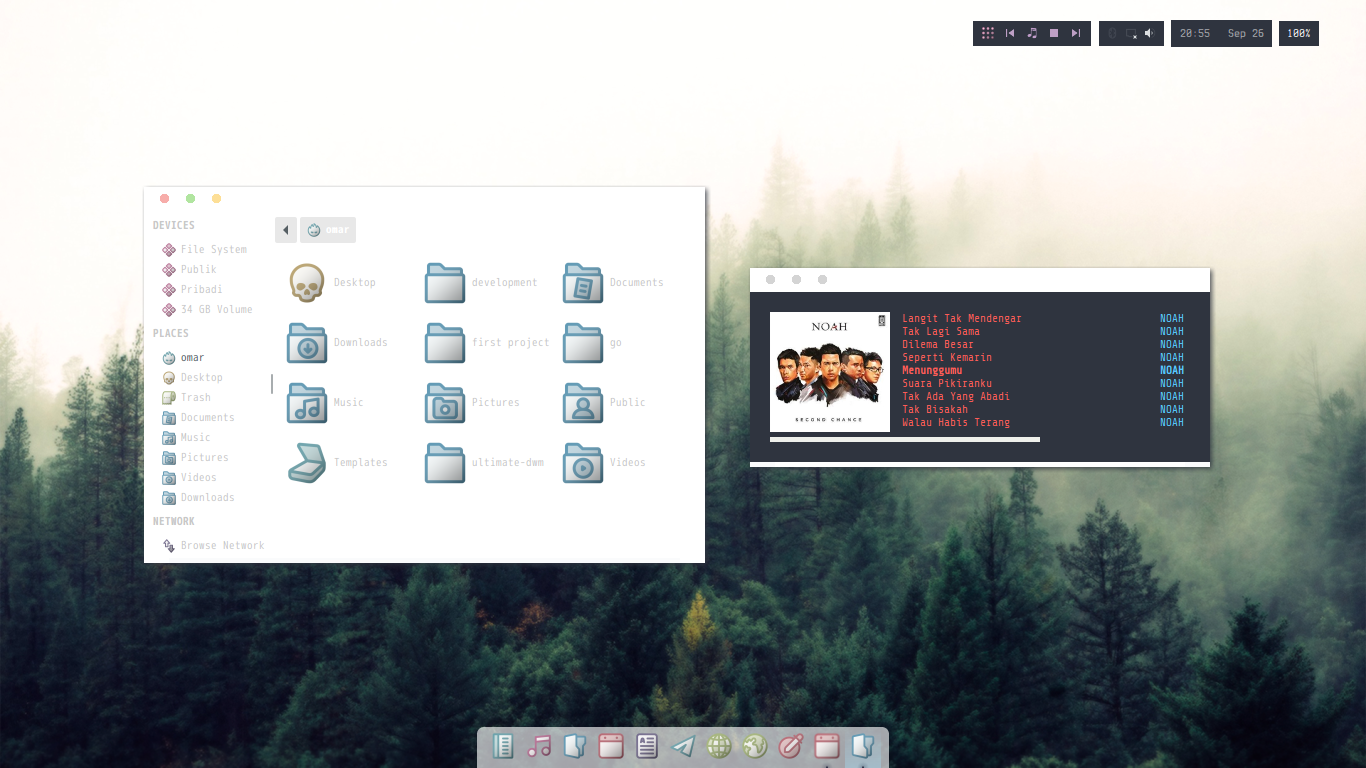 20:55 Sep 26 100%
DEVICES
File System
Publik
Pribadi
34 GB Volume
PLACES
omar
Desktop
Trash
Documents
Music
Pictures
Videos
Downloads
NETWORK
Browse Network
omar
Desktop development Documents
Downloads first project go
Music Pictures Public
Templates ultimate-dwm Videos
NOAH
SECOND CHANCE
Langit Tak Mendengar NOAH
Tak Lagi Sama NOAH
Dilema Besar NOAH
Seperti Kemarin NOAH
Menunggumu NOAH
Suara Pikiranku NOAH
Tak Ada Yang Abadi NOAH
Tak Bisakah NOAH
Walau Habis Terang NOAH